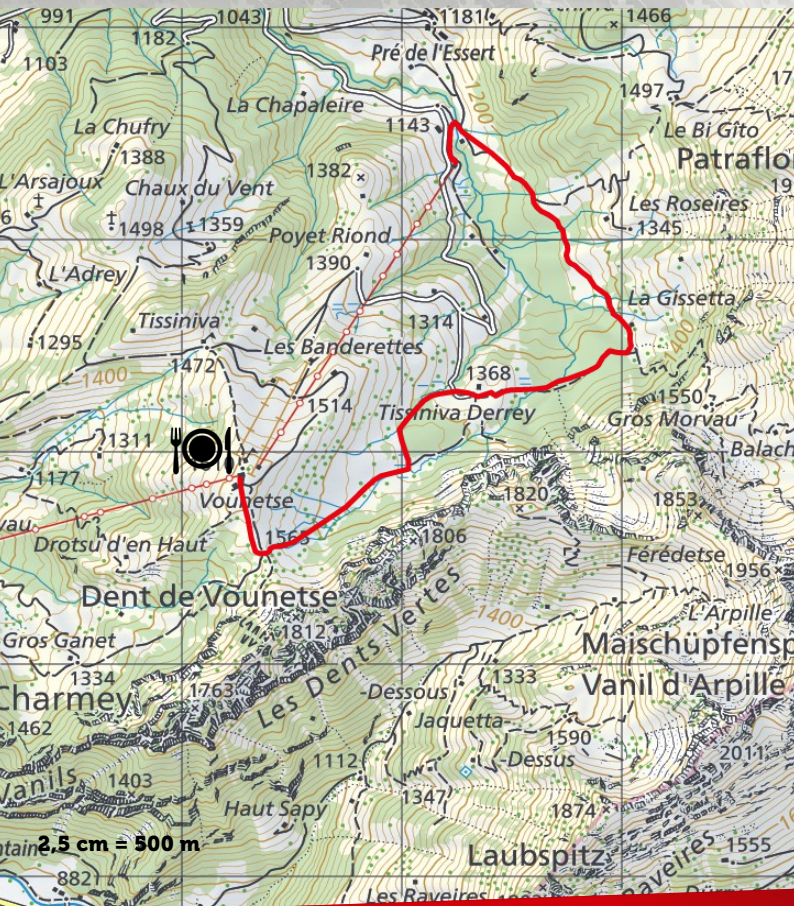 991
1043
1181
1466
1182
1103
Pré de l'Essert
1200
1497
La Chapaleire
La Chufry
1143
Le Bi Gîto
1388
1382
Patraflo
L'Arsajoux
Chaux du Vent
1498
1359
Les Roseires
1345
Poyet Riond
1390
L'Adrey
La Gissetta
Tissiniva
1314
1295
Les Banderettes
1400
1472
1368
1400
1514
1550
Tissiniva Derrey
Gros Morvau
1311
Balach
1177
1820
1853
Vounetse
vau
Drotsu d'en Haut
1806
Férédetse
1956
Dent de Vounetse
1400
L'Arpille
Gros Ganet
1812
Maischüpfensp
1334
Les Dents Vertes
1333
Charmey
1763
-Dessous
Vanil d'Arpille
1462
Jaquetta-
1590
-Dessus
2011
Vanils
1403
1112
1347
Haut Sapy
1874
2,5 cm = 500 m
Laubspitz
1555
882
Les Raveires
Raveires